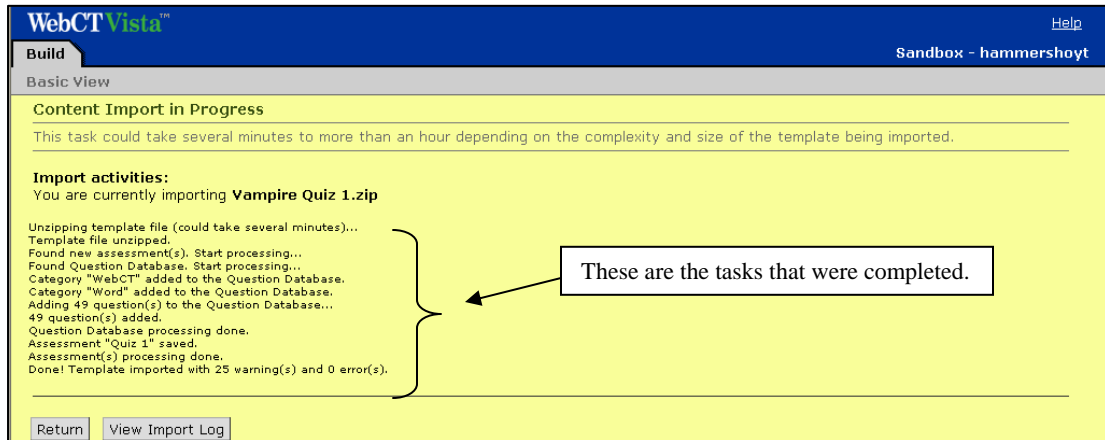 WebCT Vista™
Help
Build
Sandbox - hammershoyt
Basic View
Content Import in Progress
This task could take several minutes to more than an hour depending on the complexity and size of the template being imported.
Import activities:
You are currently importing Vampire Quiz 1.zip
Unzipping template file (could take several minutes)...
Template file unzipped.
Found new assessment(s). Start processing...
Found Question Database. Start processing...
Category "WebCT" added to the Question Database.
Category "Word" added to the Question Database.
Adding 49 question(s) to the Question Database...
49 question(s) added.
Question Database processing done.
Assessment "Quiz 1" saved.
Assessment(s) processing done.
Done! Template imported with 25 warning(s) and 0 error(s).
These are the tasks that were completed.
Return
View Import Log